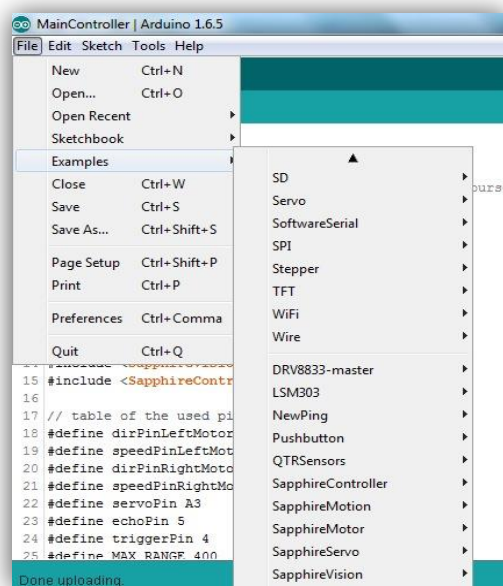 MainController | Arduino 1.6.5
File Edit Sketch Tools Help
New Ctrl+N
Open... Ctrl+O
Open Recent
Sketchbook
Examples
Close Ctrl+W
Save Ctrl+S
Save As... Ctrl+Shift+S
Page Setup Ctrl+Shift+P
Print Ctrl+P
Preferences Ctrl+Comma
Quit Ctrl+Q
SD
Servo
SoftwareSerial
SPI
Stepper
TFT
WiFi
Wire
DRV8833-master
LSM303
NewPing
Pushbutton
QTRSensors
SapphireController
SapphireMotion
SapphireMotor
SapphireServo
SapphireVision
ours
15 #include <SapphireContr
16
17 // table of the used pi
18 #define dirPinLeftMotor
19 #define speedPinLeftMot
20 #define dirPinRightMoto
21 #define speedPinRightMo
22 #define servoPin A3
23 #define echoPin 5
24 #define triggerPin 4
25 #define MAX_RANGE 400
Done uploading.